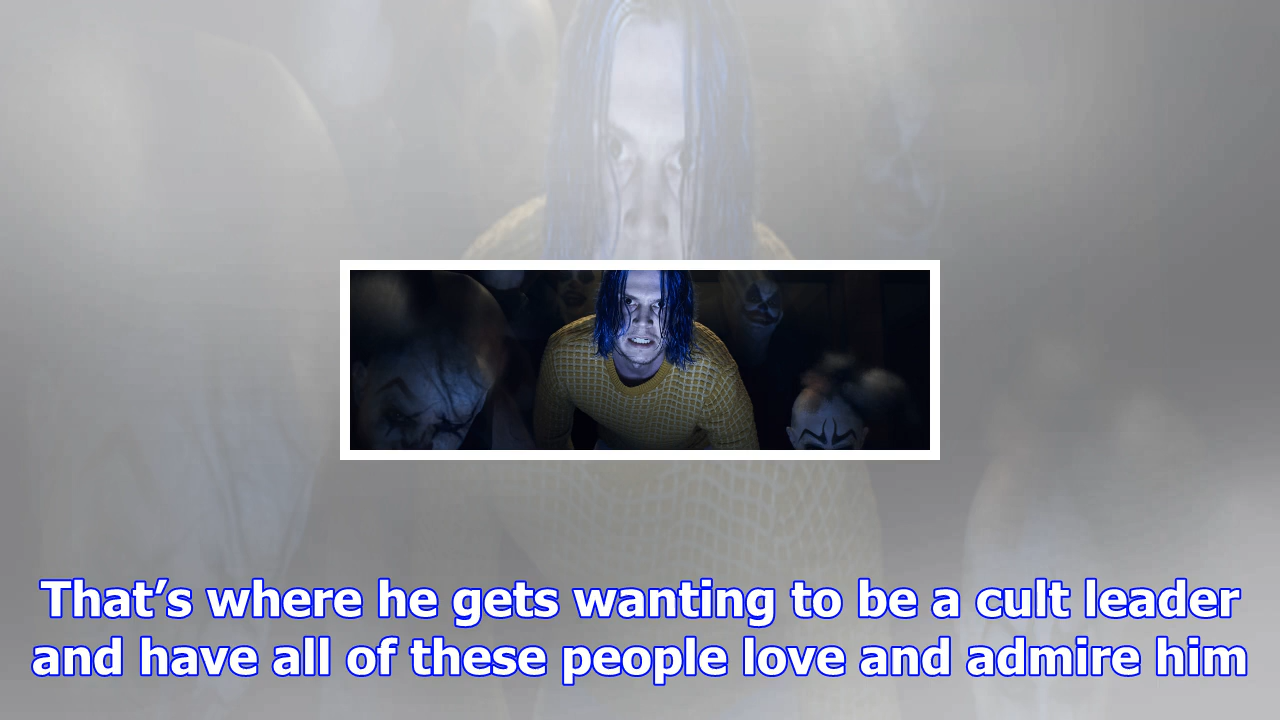 That’s where he gets wanting to be a cult leader
and have all of these people love and admire him